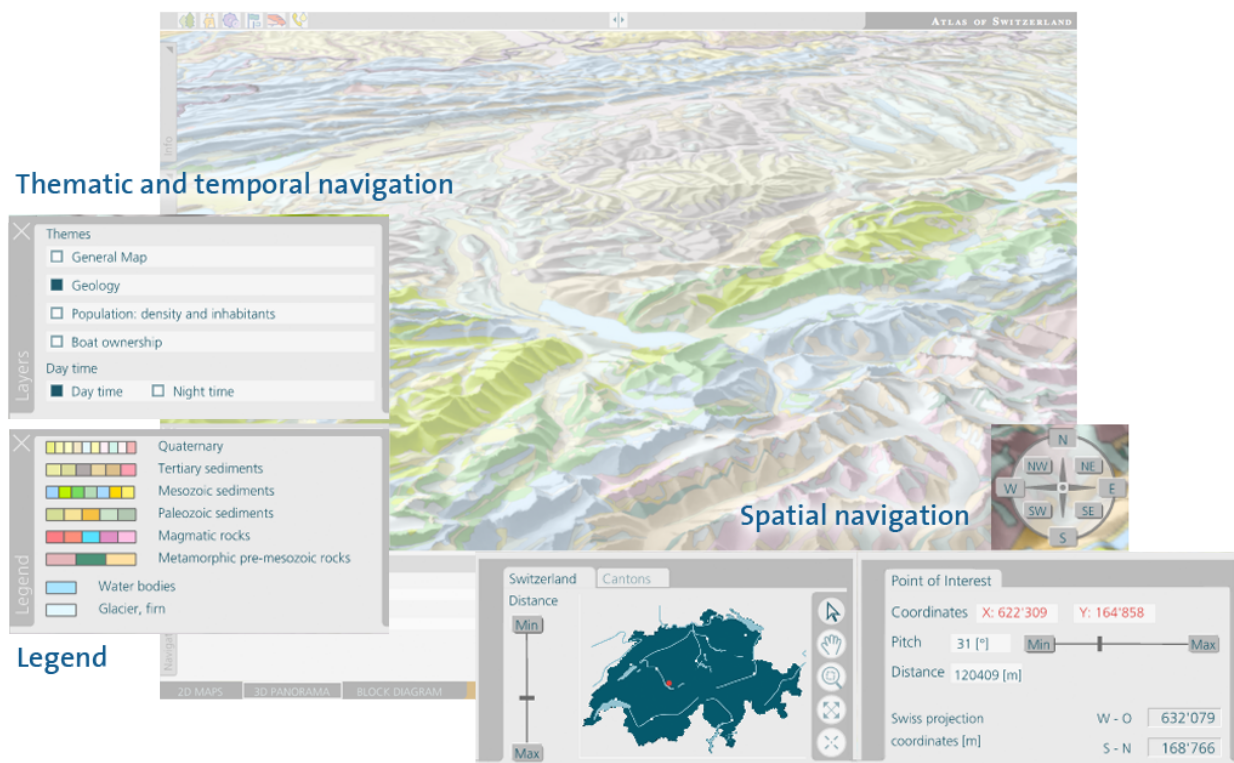 ATLAS OF SWITZERLAND
Info
Thematic and temporal navigation
Themes
General Map
Geology
Population: density and inhabitants
Boat ownership
Day time
Day time Night time
Layers
Quaternary
Tertiary sediments
Mesozoic sediments
Paleozoic sediments
Magmatic rocks
Metamorphic pre-mesozoic rocks
Water bodies
Glacier, firn
Legend
Legend
N
NW NE
W E
SW SE
S
Spatial navigation
2D MAPS 3D PANORAMA BLOCK DIAGRAM
Switzerland Cantons
Distance
Min
Max
Point of Interest
Coordinates X: 622'309 Y: 164'858
Pitch 31 [°] Min Max
Distance 120409 [m]
Swiss projection
coordinates [m]
W - O 632'079
S - N 168'766